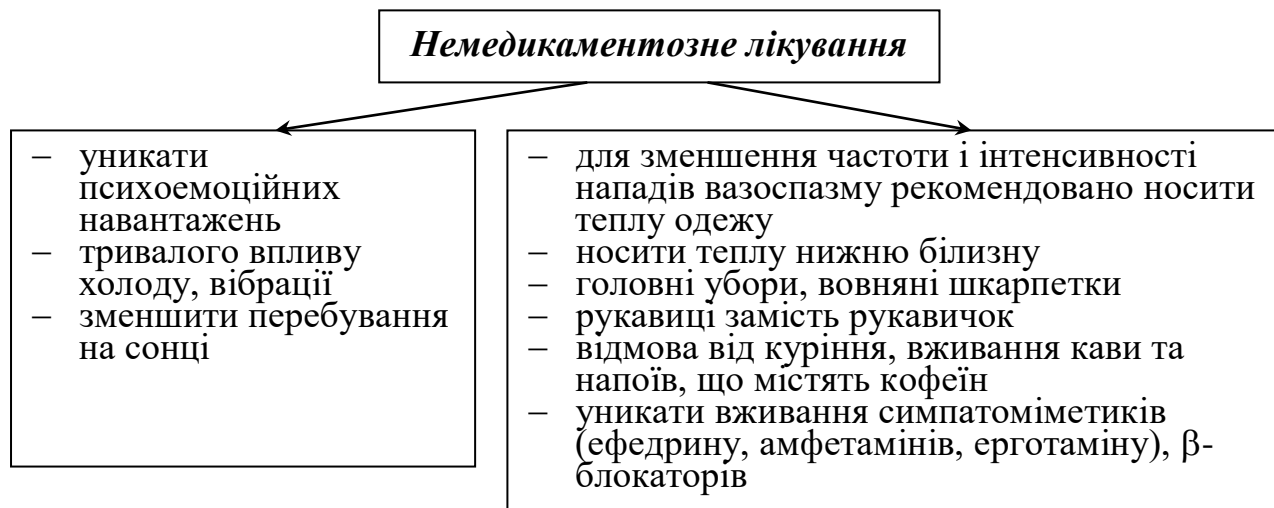 Немедикаментозне лікування
– уникати
психоемоційних
навантажень
– тривалого впливу
холоду, вібрації
– зменшити перебування
на сонці
– для зменшення частоти і інтенсивності
нападів вазоспазму рекомендовано носити
теплу одежу
– носити теплу нижню білизну
– головні убори, вовняні шкарпетки
– рукавиці замість рукавичок
– відмова від куріння, вживання кави та
напоїв, що містять кофеїн
– уникати вживання симпатоміметиків
(ефедрину, амфетамінів, ерготаміну), β-
блокаторів